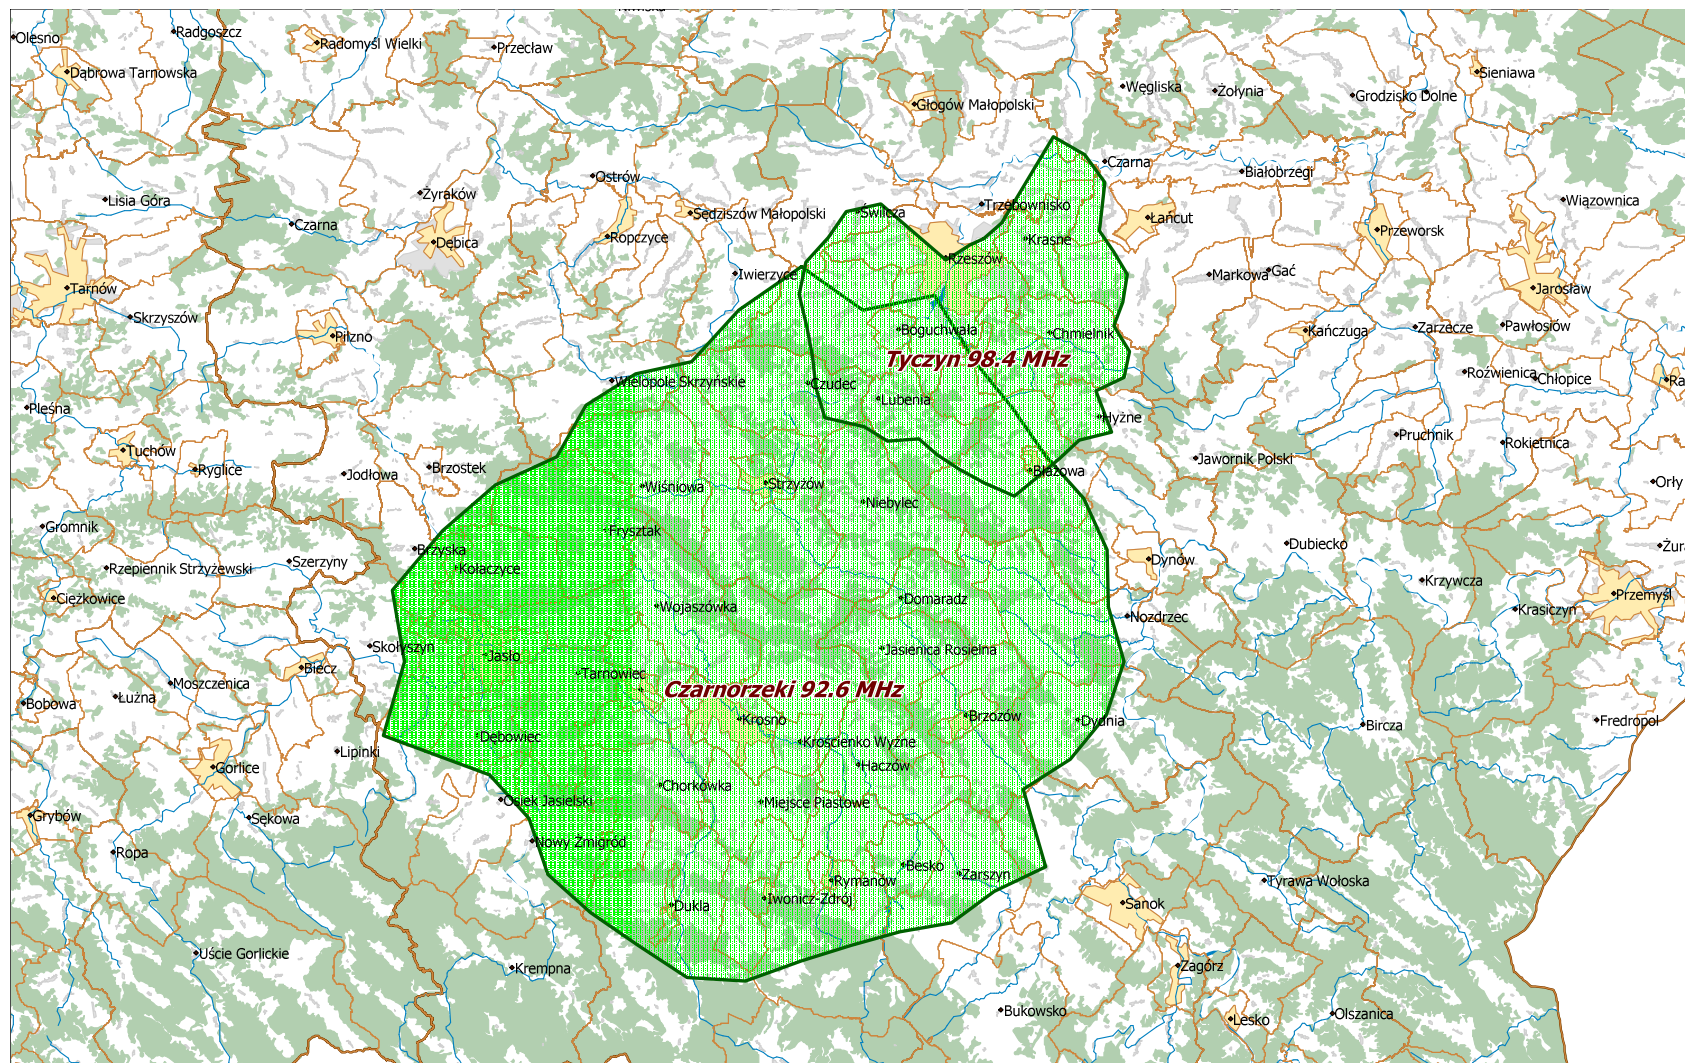 Olesno
Radgoszcz
Radomyśl Wielki
Przecław
Dąbrowa Tarnowska
Sieniawa
Węgliska
Żołynia
Grodzisko Dolne
Głogów Małopolski
Czarna
Białobrzegi
Ostrów
Żyraków
Lisia Góra
Wiązownica
Trzebownisko
Świlcza
Sędziszów Małopolski
Łańcut
Czarna
Przeworsk
Ropczyce
Krasne
Dębica
Rzeszów
Iwierzyce
Markowa
Gać
Tarnów
Jarosław
Skrzyszów
Pawłosiów
Zarzecze
Boguchwała
Kańczuga
Chmielnik
Pilzno
Tyczyn 98.4 MHz
Roźwienica
Chłopice
Ra
Wielopole Skrzyńskie
Czudec
Lubenia
Pleśna
Hyżne
Pruchnik
Rokietnica
Tuchów
Jawornik Polski
Ryglice
Brzostek
Błażowa
Jodłowa
Orły
Strzyżów
Wiśniowa
Niebylec
Gromnik
Frysztak
Dubiecko
Żura
Brzyska
Dynów
Szerzyny
Rzepiennik Strzyżewski
Kołaczyce
Krzywcza
Przemyśl
Ciężkowice
Domaradz
Wojaszówka
Krasiczyn
Nozdrzec
Skołyszyn
Jasienica Rosielna
Jasło
Biecz
Tarnowiec
Moszczenica
Czarnorzeki 92.6 MHz
Łużna
Bobowa
Brzozów
Krosno
Dydnia
Fredropol
Bircza
Dębowiec
Krościenko Wyżne
Lipinki
Haczów
Gorlice
Chorkówka
Osiek Jasielski
Miejsce Piastowe
Grybów
Sękowa
Nowy Żmigród
Ropa
Besko
Zarszyn
Rymanów
Tyrawa Wołoska
Iwonicz-Zdrój
Sanok
Dukla
Uście Gorlickie
Zagórz
Krempna
Bukowsko
Olszanica
Lesko